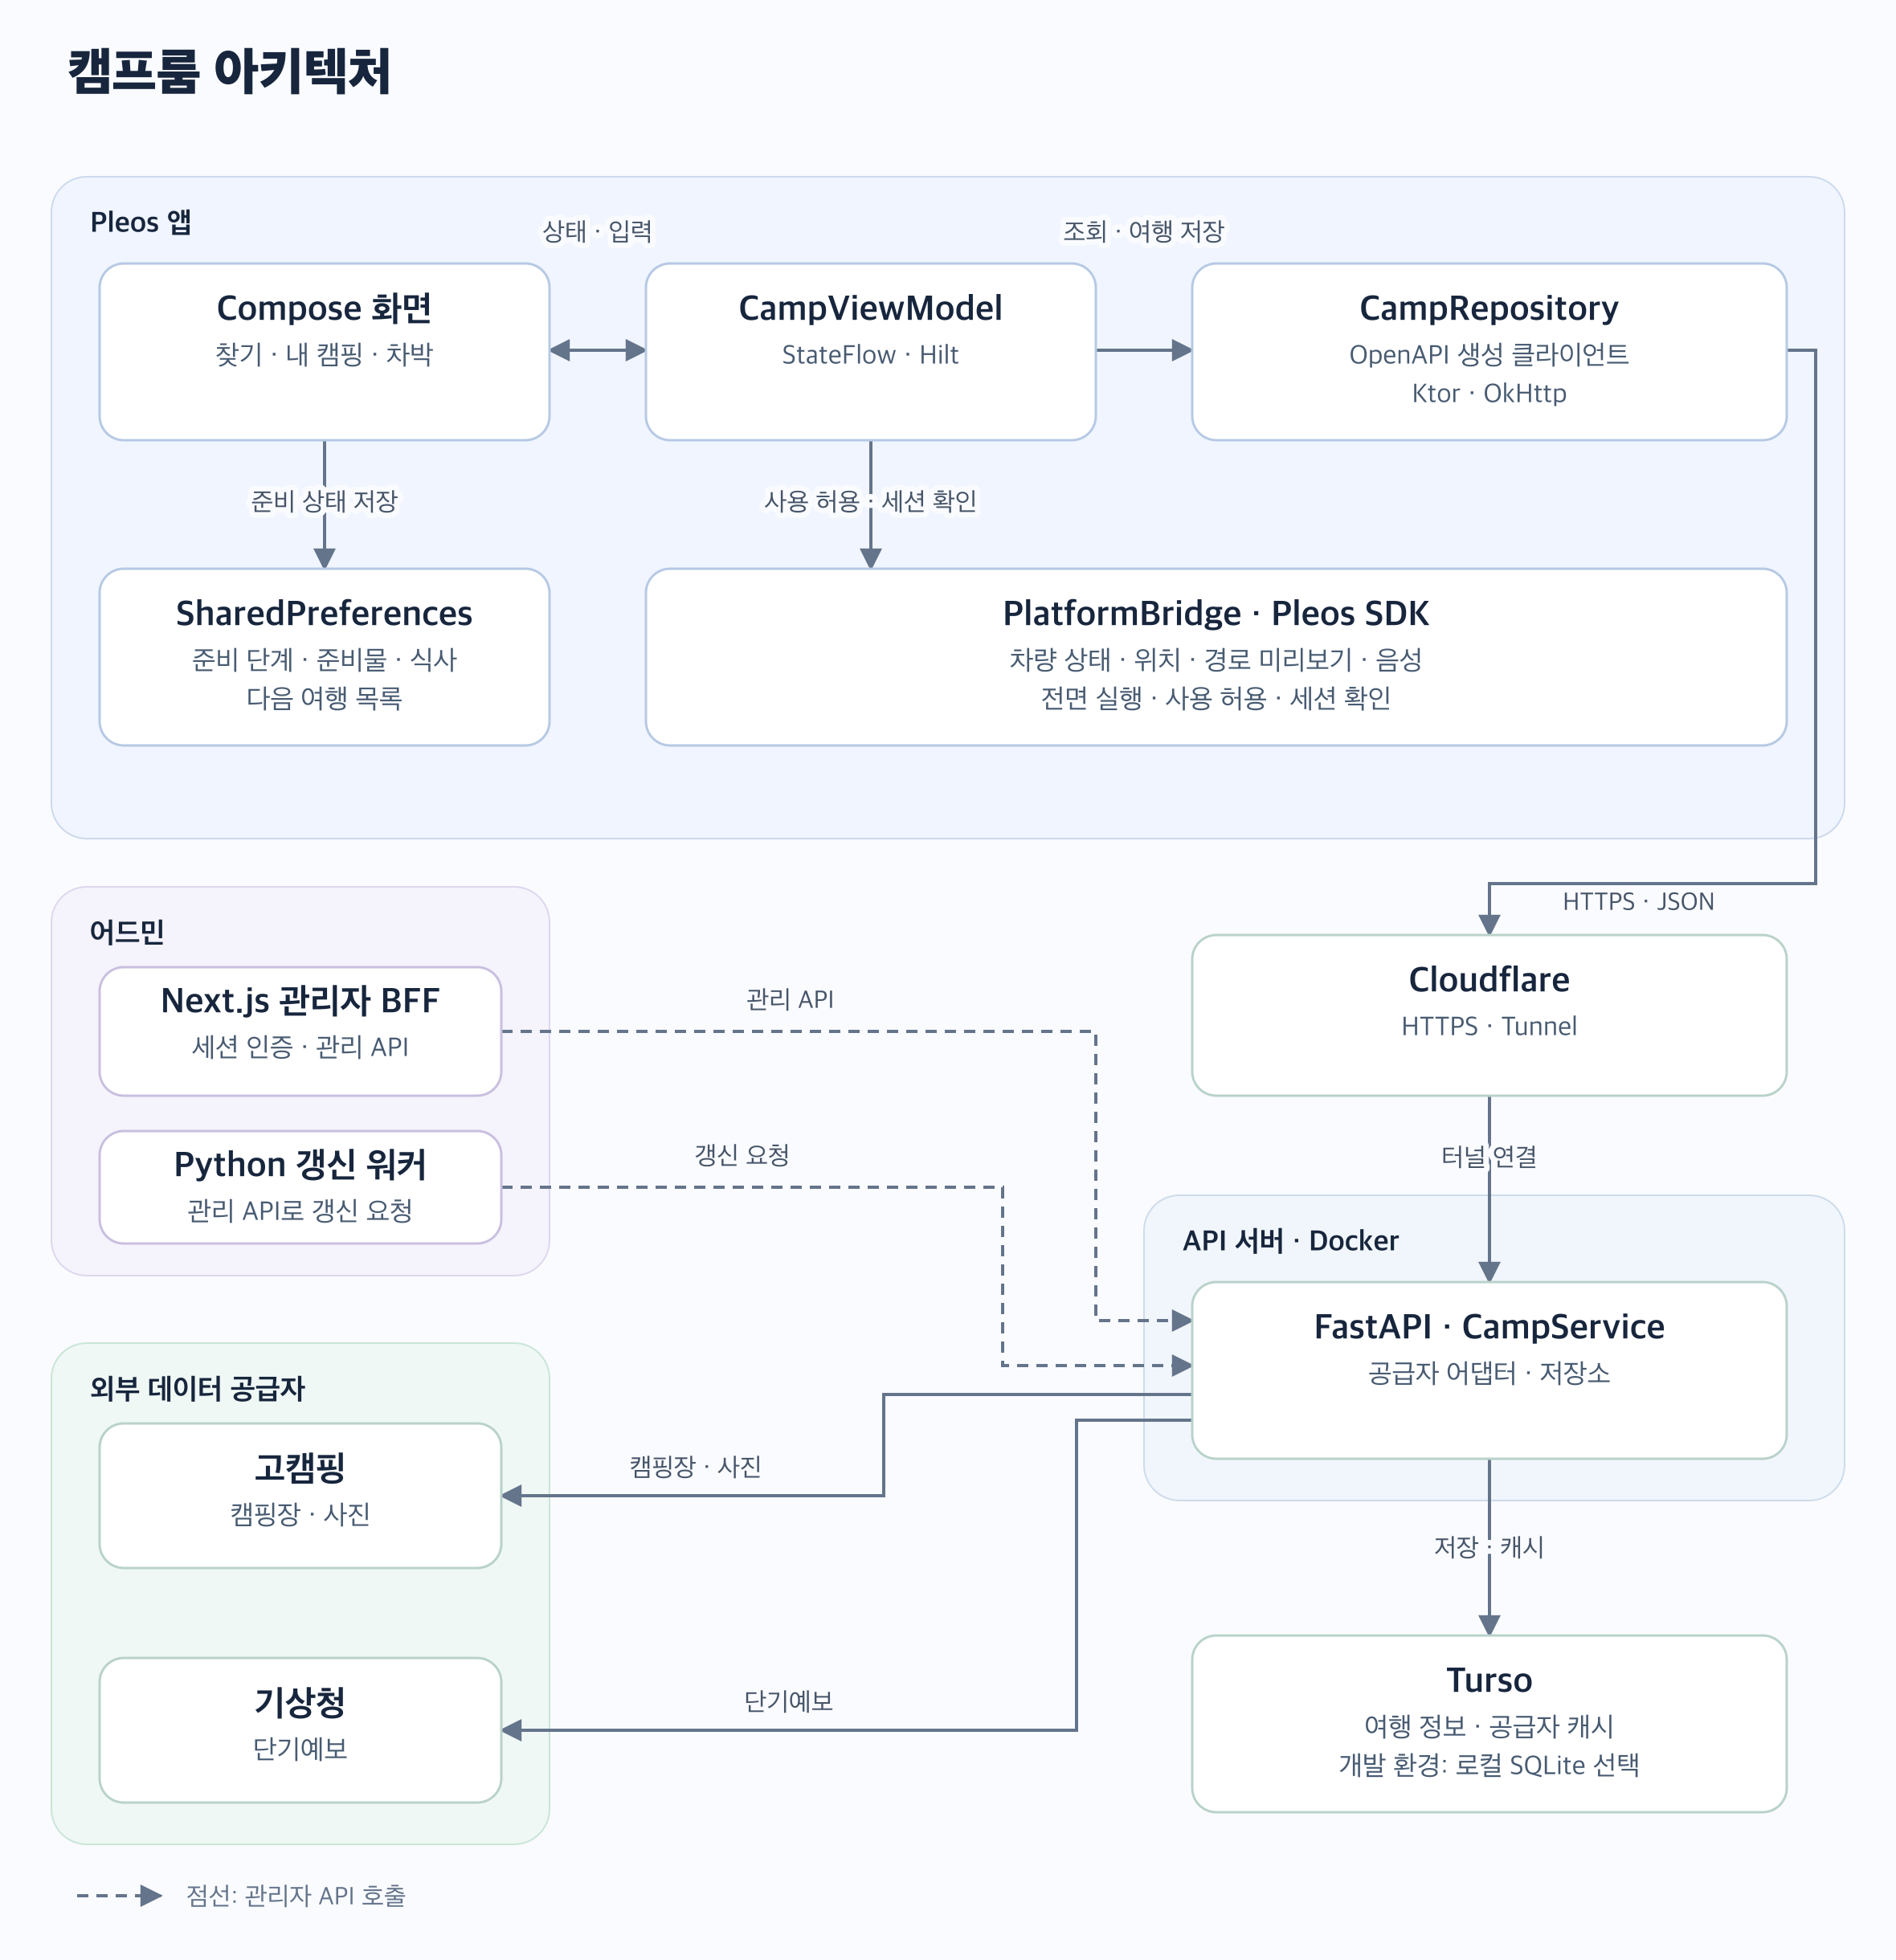 캠프룸 아키텍처
Pleos 앱
상태 · 입력
조회 · 여행 저장
Compose 화면
찾기 · 내 캠핑 · 차박
CampViewModel
StateFlow · Hilt
CampRepository
OpenAPI 생성 클라이언트
Ktor · OkHttp
준비 상태 저장
사용 허용 · 세션 확인
SharedPreferences
준비 단계 · 준비물 · 식사
다음 여행 목록
PlatformBridge · Pleos SDK
차량 상태 · 위치 · 경로 미리보기 · 음성
전면 실행 · 사용 허용 · 세션 확인
HTTPS · JSON
어드민
Next.js 관리자 BFF
세션 인증 · 관리 API
관리 API
Cloudflare
HTTPS · Tunnel
Python 갱신 워커
관리 API로 갱신 요청
갱신 요청
터널 연결
API 서버 · Docker
FastAPI · CampService
공급자 어댑터 · 저장소
외부 데이터 공급자
고캠핑
캠핑장 · 사진
캠핑장 · 사진
저장 · 캐시
기상청
단기예보
단기예보
Turso
여행 정보 · 공급자 캐시
개발 환경: 로컬 SQLite 선택
점선: 관리자 API 호출